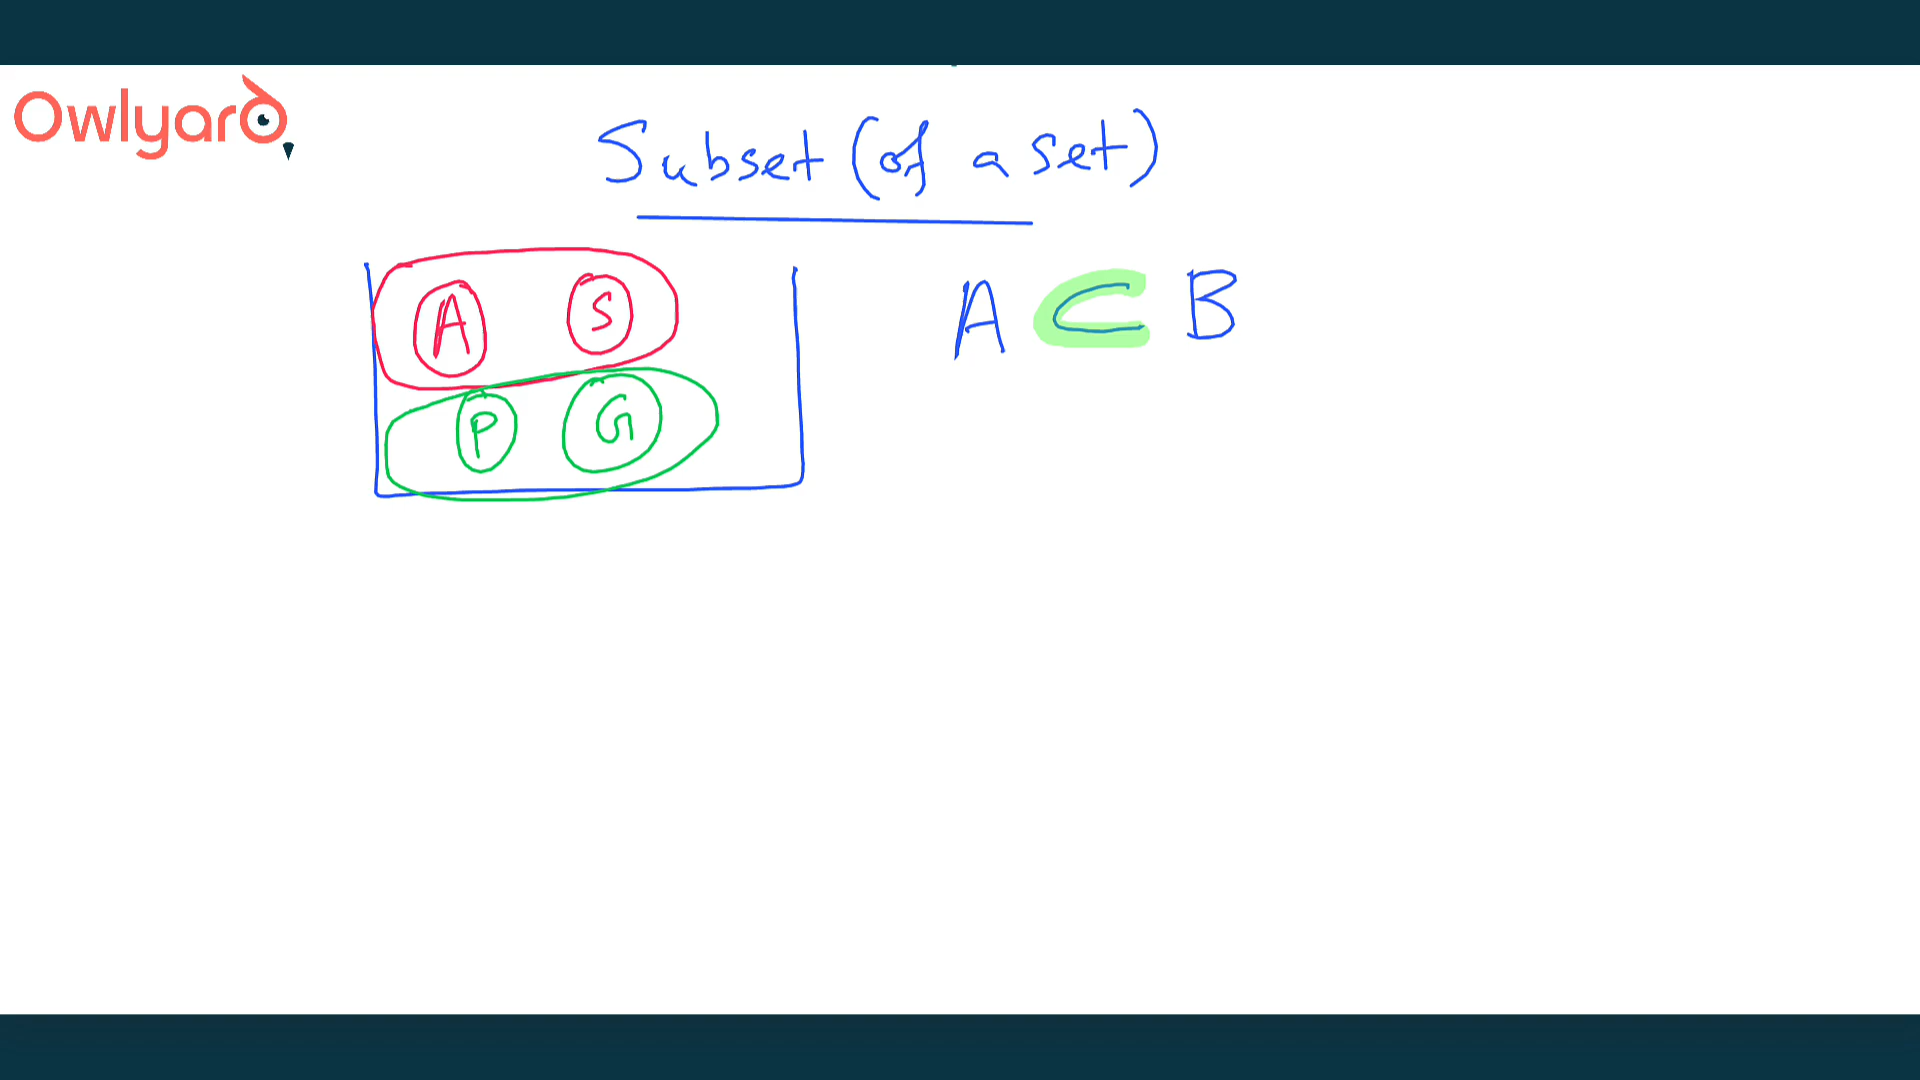 Owlyard
Subset (of a set)
A S
P G
A ⊂ B